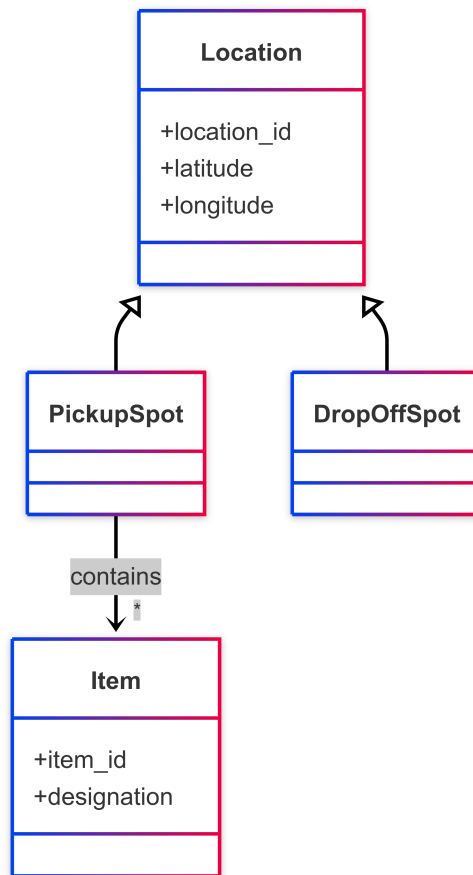 Location
+location_id
+latitude
+longitude
PickupSpot
DropOffSpot
contains
*
Item
+item_id
+designation